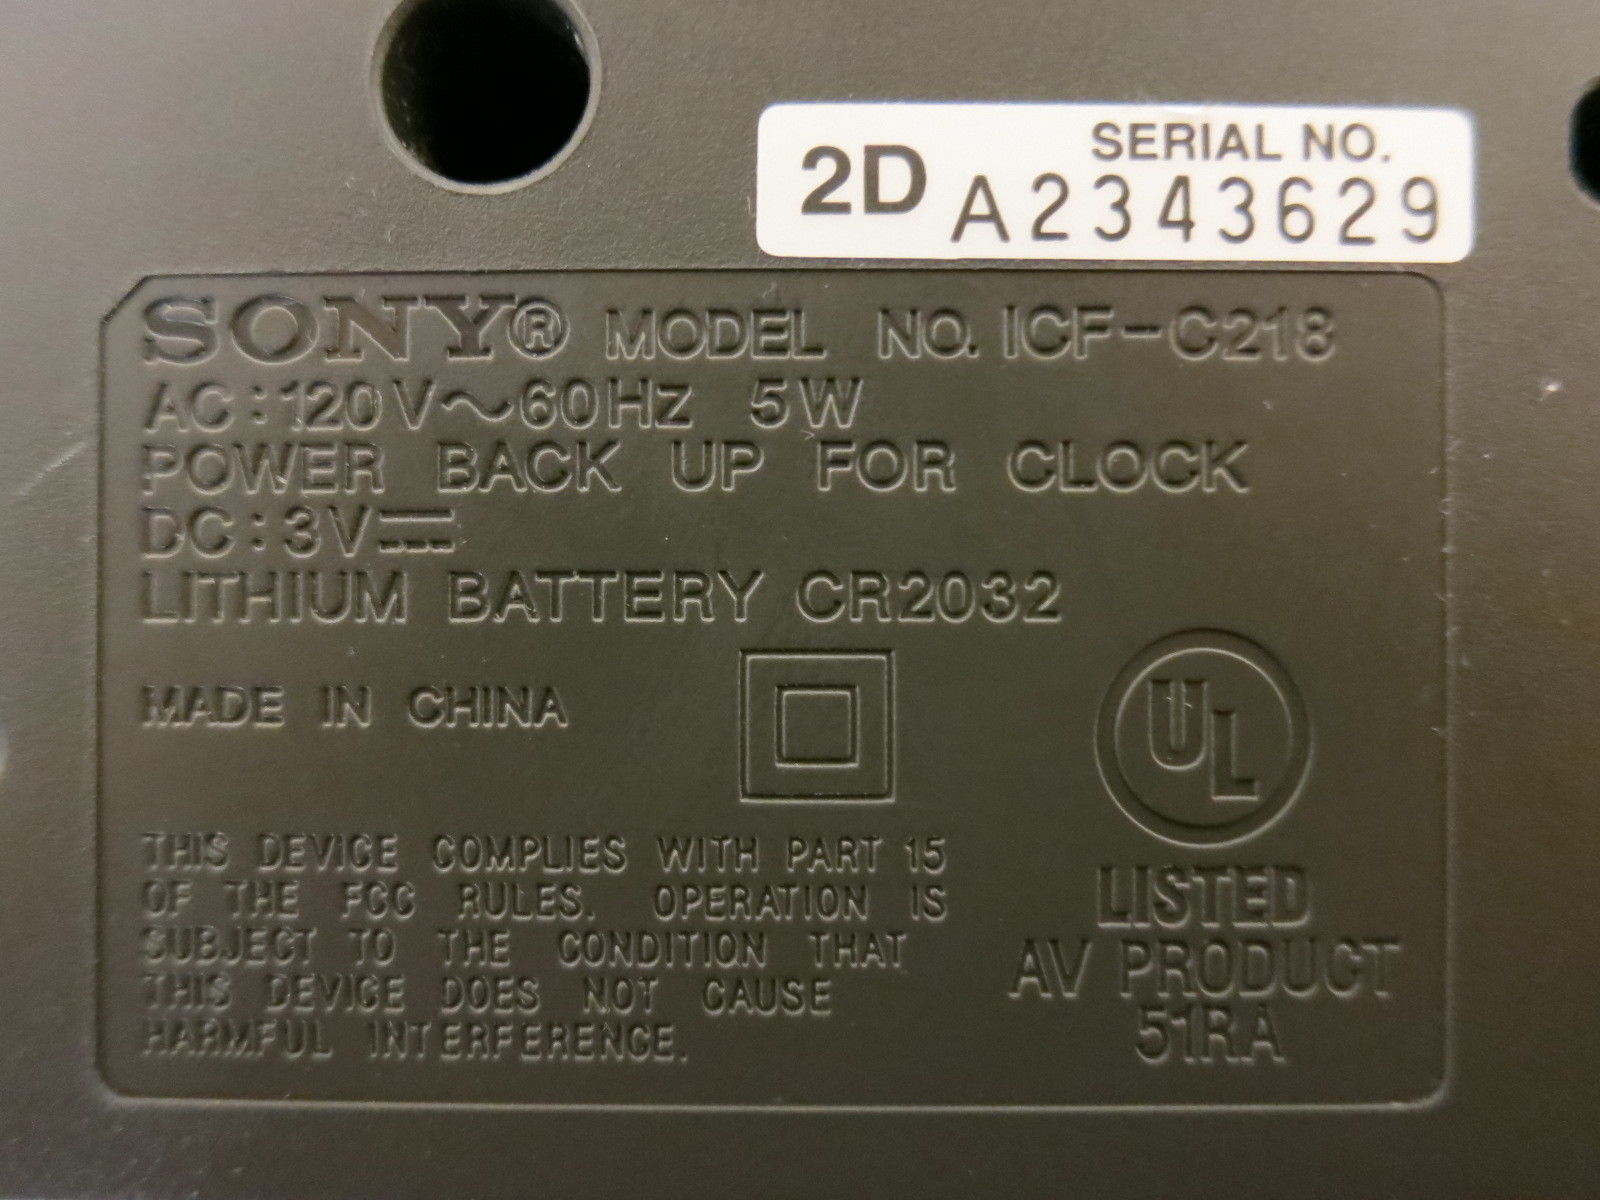 SERIAL NO.
2D A2343629
SONY® MODEL NO. ICF-C218
AC:120V～60Hz 5W
POWER BACK UP FOR CLOCK
DC:3V⎓
LITHIUM BATTERY CR2032
MADE IN CHINA
UL
LISTED
AV PRODUCT
51RA
THIS DEVICE COMPLIES WITH PART 15
OF THE FCC RULES. OPERATION IS
SUBJECT TO THE CONDITION THAT
THIS DEVICE DOES NOT CAUSE
HARMFUL INTERFERENCE.